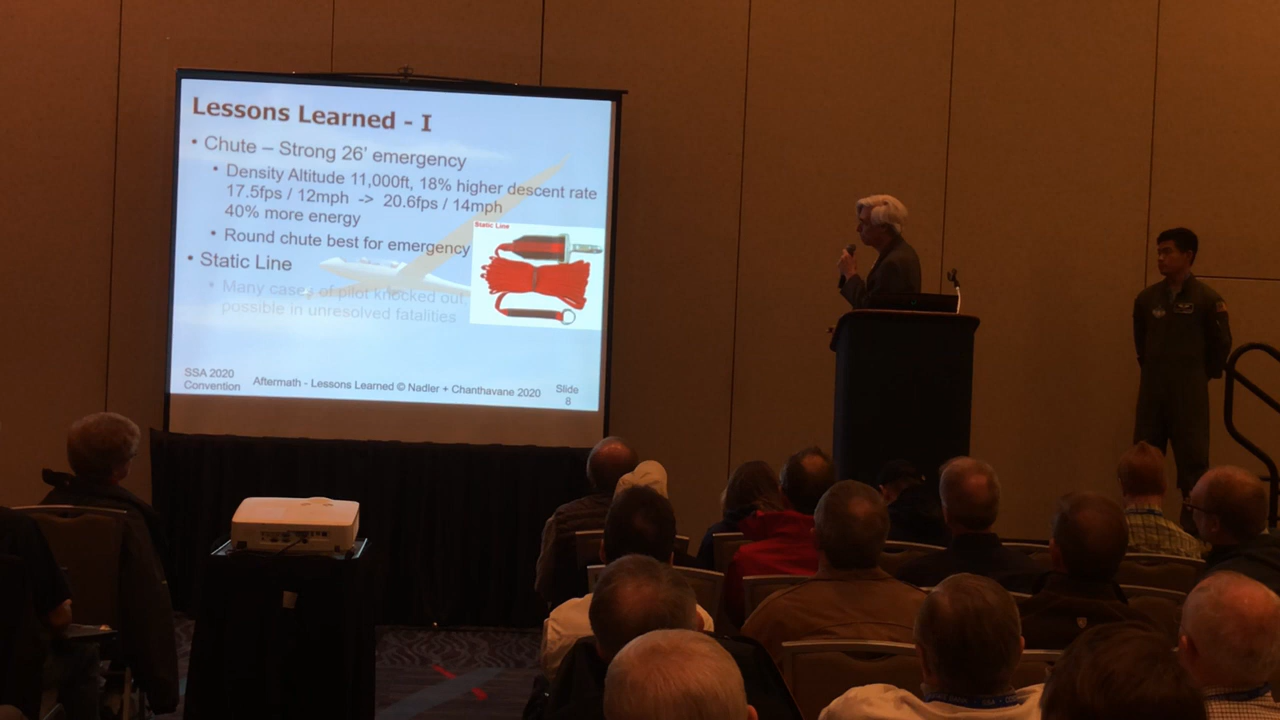 Lessons Learned - I
• Chute – Strong 26' emergency
• Density Altitude 11,000ft, 18% higher descent rate
17.5fps / 12mph -> 20.6fps / 14mph
40% more energy
• Round chute best for emergency
Static Line
• Static Line
• Many cases of pilot knocked out,
possible in unresolved fatalities
SSA 2020
Convention
Aftermath - Lessons Learned © Nadler + Chanthavane 2020
Slide
8